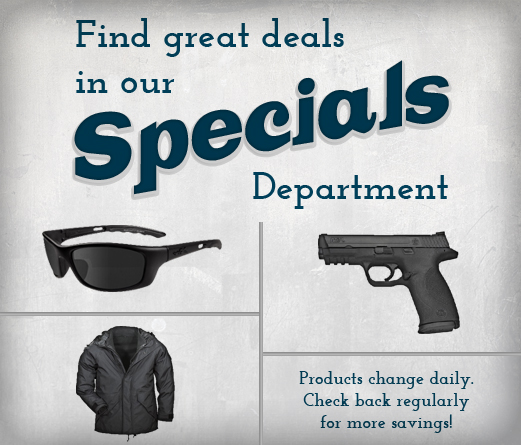 Find great deals
in our
Specials
Department
Products change daily.
Check back regularly
for more savings!